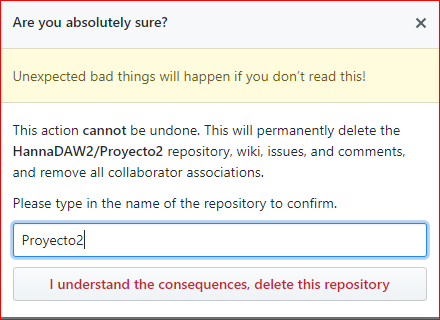 Are you absolutely sure?
Unexpected bad things will happen if you don’t read this!
This action cannot be undone. This will permanently delete the
HannaDAW2/Proyecto2 repository, wiki, issues, and comments,
and remove all collaborator associations.
Please type in the name of the repository to confirm.
Proyecto2
I understand the consequences, delete this repository